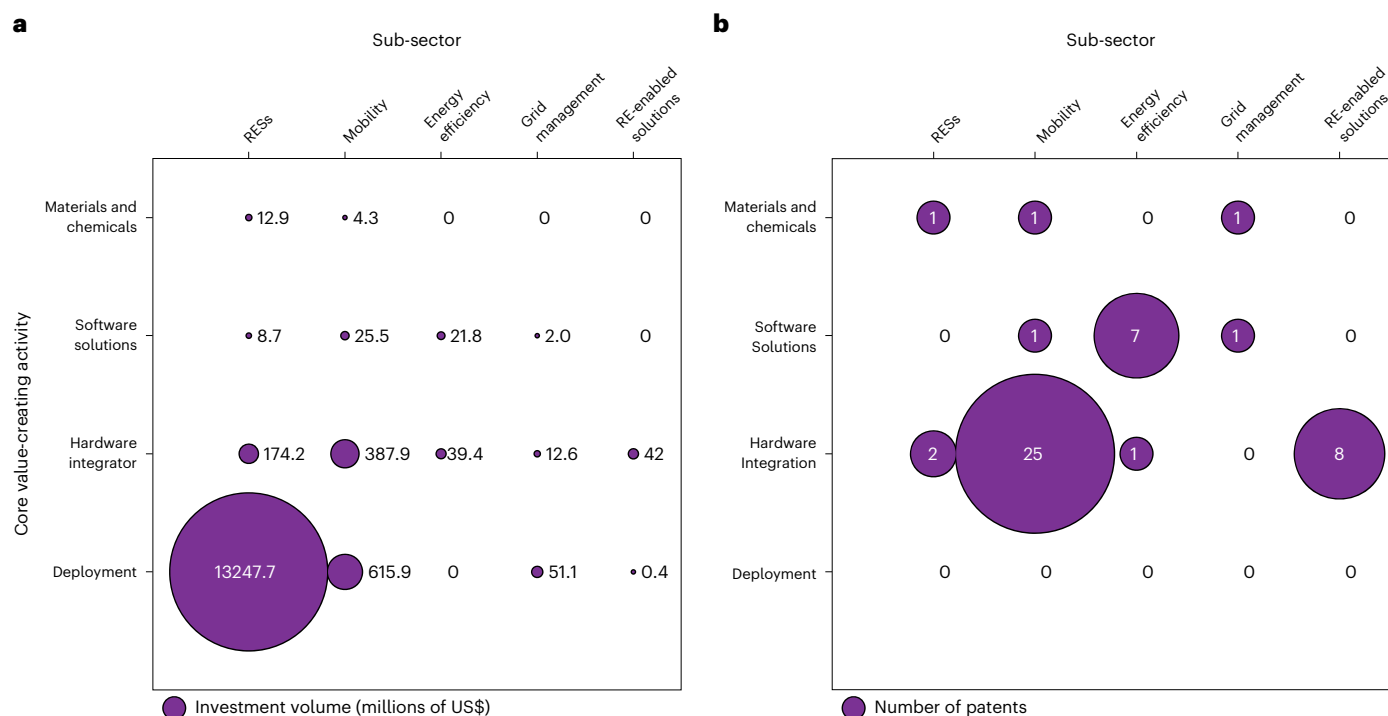 a
Sub-sector
RESs
Mobility
Energy
efficiency
Grid
management
RE-enabled
solutions
Core value-creating activity
Materials and
chemicals
12.9
4.3
0
0
0
Software
solutions
8.7
25.5
21.8
2.0
0
Hardware
integrator
174.2
387.9
39.4
12.6
42
Deployment
13247.7
615.9
0
51.1
0.4
Investment volume (millions of US$)
b
Sub-sector
RESs
Mobility
Energy
efficiency
Grid
management
RE-enabled
solutions
Materials and
chemicals
1
1
0
1
0
Software
Solutions
0
1
7
1
0
Hardware
Integration
2
25
1
0
8
Deployment
0
0
0
0
0
Number of patents